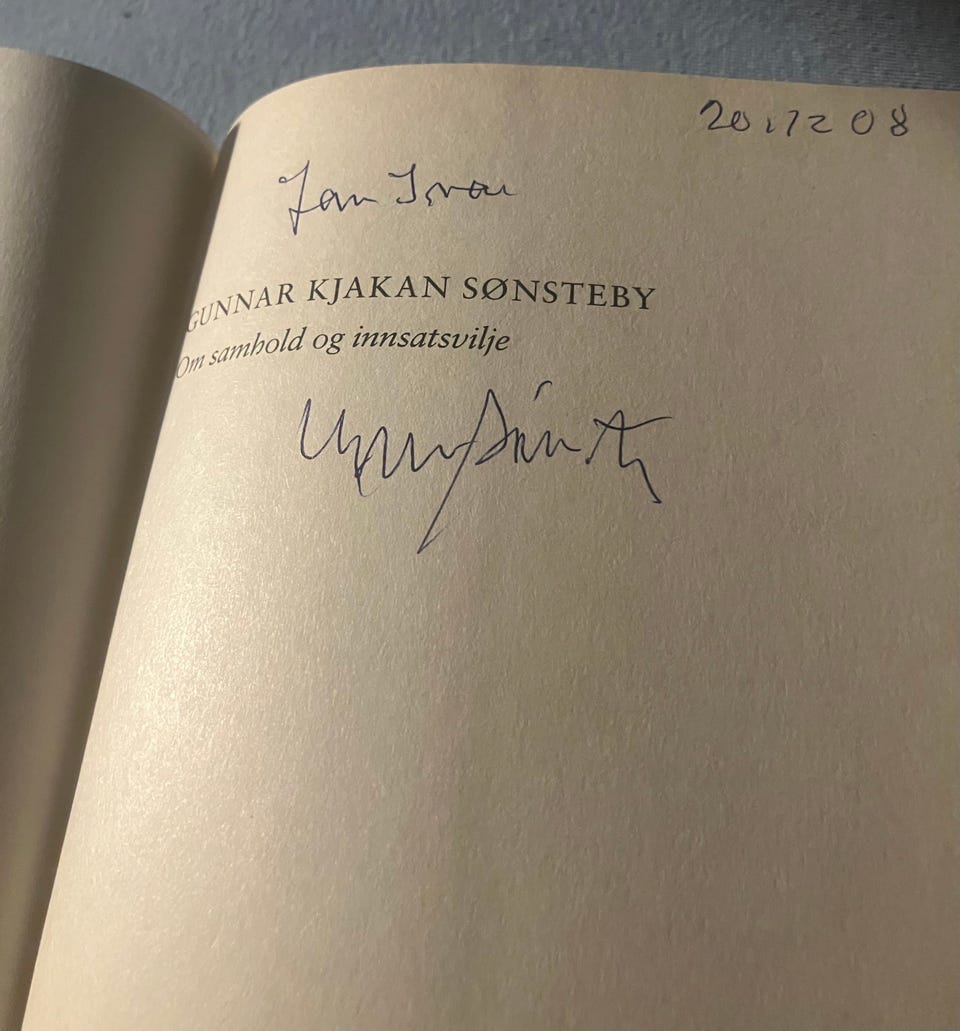 20.12 08
Jan Ivar
GUNNAR KJAKAN SØNSTEBY
Om samhold og innsatsvilje